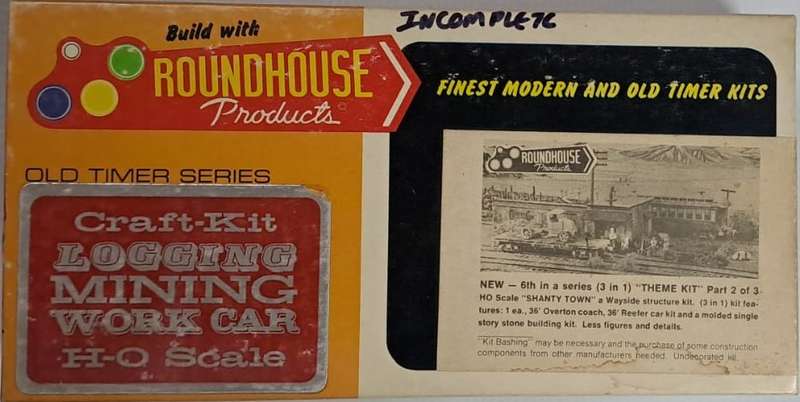 INCOMPLETE
Build with
ROUNDHOUSE
Products
FINEST MODERN AND OLD TIMER KITS
OLD TIMER SERIES
Craft-Kit
LOGGING
MINING
WORK CAR
H-O Scale
ROUNDHOUSE
Products
NEW — 6th in a series (3 in 1) "THEME KIT" Part 2 of 3-
HO Scale "SHANTY TOWN" a Wayside structure kit. (3 in 1) kit fea-
tures: 1 ea., 36' Overton coach, 36' Reefer car kit and a molded single
story stone building kit. Less figures and details.
"Kit Bashing" may be necessary and the purchase of some construction
components from other manufacturers needed. Undecorated kit.